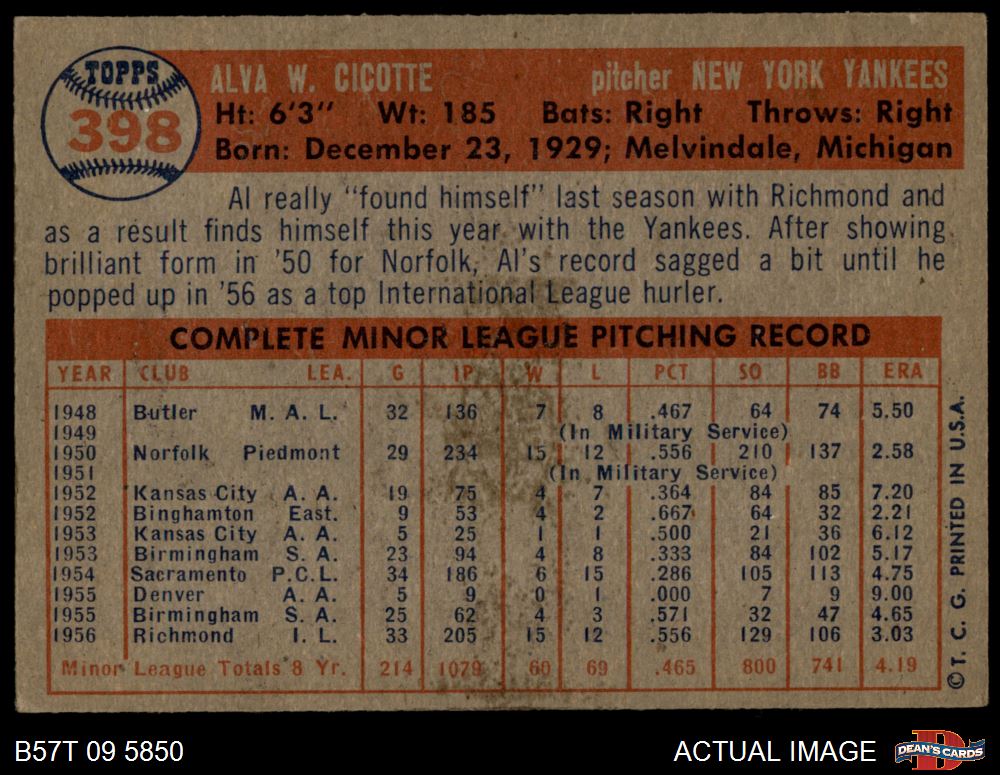 TOPPS
398
ALVA W. CICOTTE pitcher NEW YORK YANKEES
Ht: 6'3" Wt: 185 Bats: Right Throws: Right
Born: December 23, 1929; Melvindale, Michigan
Al really "found himself" last season with Richmond and
as a result finds himself this year with the Yankees. After showing
brilliant form in '50 for Norfolk, Al's record sagged a bit until he
popped up in '56 as a top International League hurler.
COMPLETE MINOR LEAGUE PITCHING RECORD
YEAR CLUB LEA. G IP W L PCT SO BB ERA
1948 Butler M. A. L. 32 136 7 8 .467 64 74 5.50
1949 (In Military Service)
1950 Norfolk Piedmont 29 234 15 12 .556 210 137 2.58
1951 (In Military Service)
1952 Kansas City A. A. 19 75 4 7 .364 84 85 7.20
1952 Binghamton East. 9 53 4 2 .667 64 32 2.21
1953 Kansas City A. A. 5 25 1 1 .500 21 36 6.12
1953 Birmingham S. A. 23 94 4 8 .333 84 102 5.17
1954 Sacramento P.C.L. 34 186 6 15 .286 105 113 4.75
1955 Denver A. A. 5 9 0 1 .000 7 9 9.00
1955 Birmingham S. A. 25 62 4 3 .571 32 47 4.65
1956 Richmond I. L. 33 205 15 12 .556 129 106 3.03
Minor League Totals 8 Yr. 214 1079 60 69 .465 800 741 4.19
© T. C. G. PRINTED IN U.S.A.
B57T 09 5850
ACTUAL IMAGE
D
DEAN'S CARDS